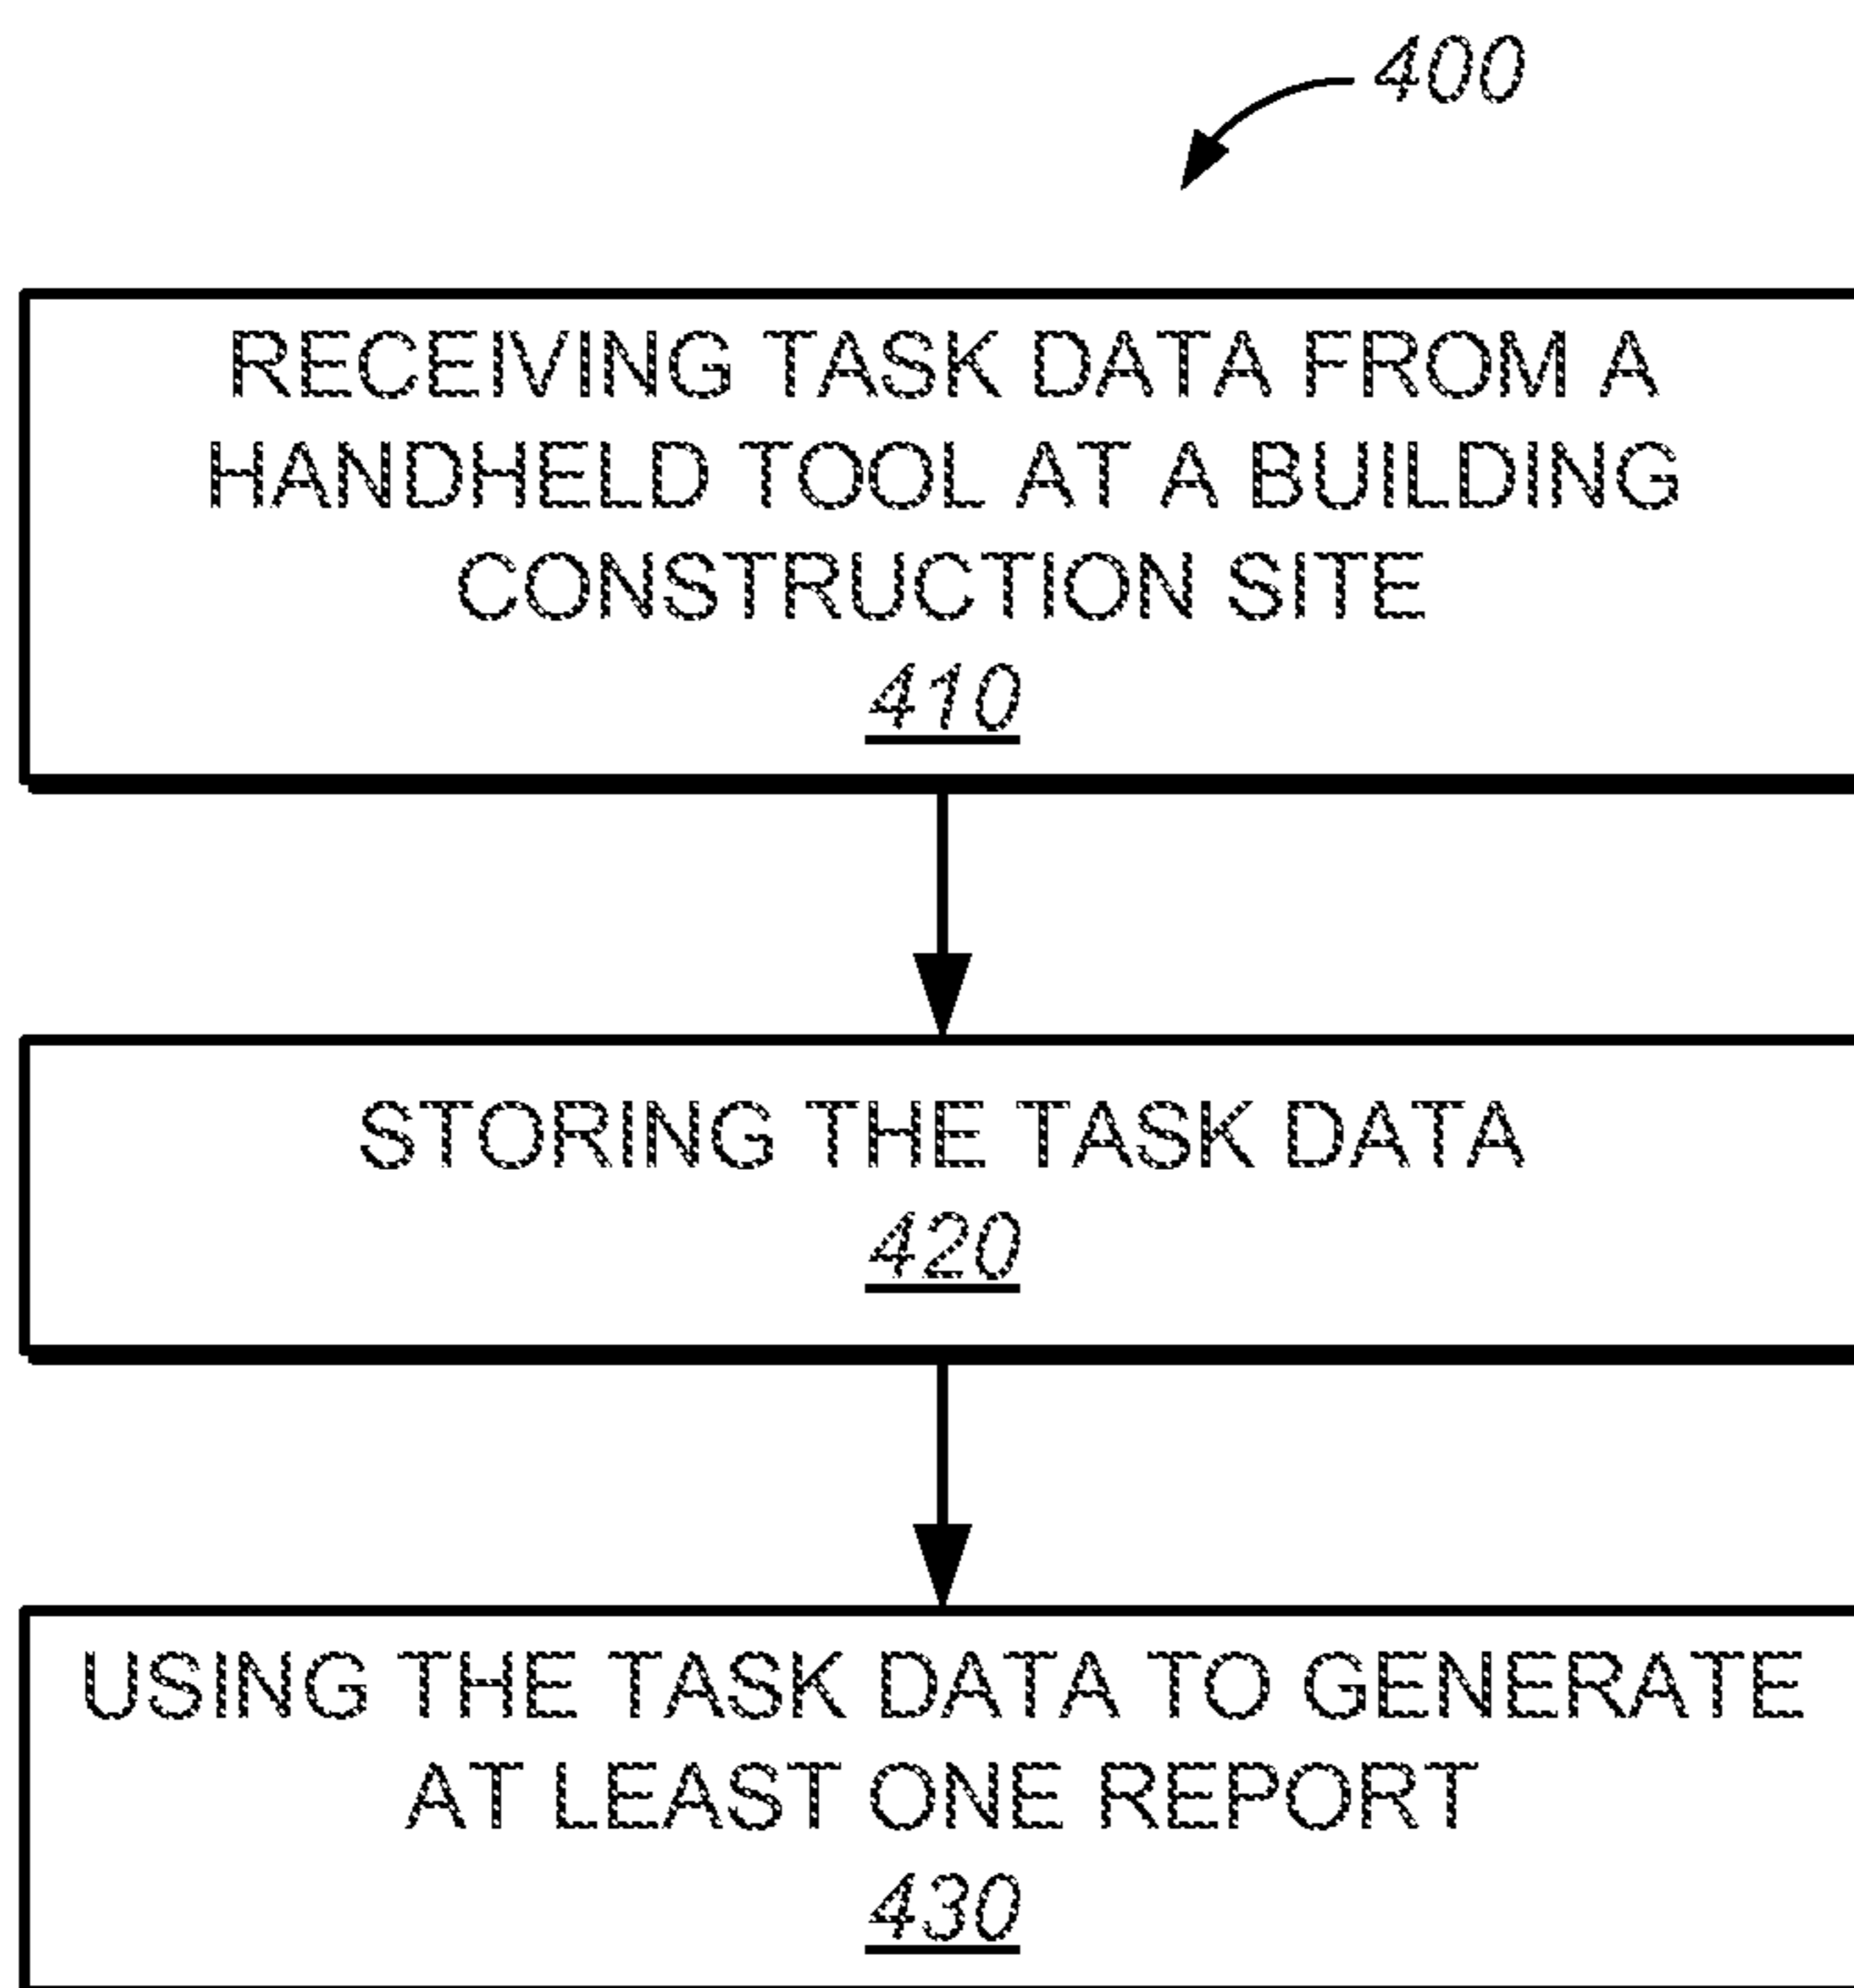 400
RECEIVING TASK DATA FROM A
HANDHELD TOOL AT A BUILDING
CONSTRUCTION SITE
410
STORING THE TASK DATA
420
USING THE TASK DATA TO GENERATE
AT LEAST ONE REPORT
430